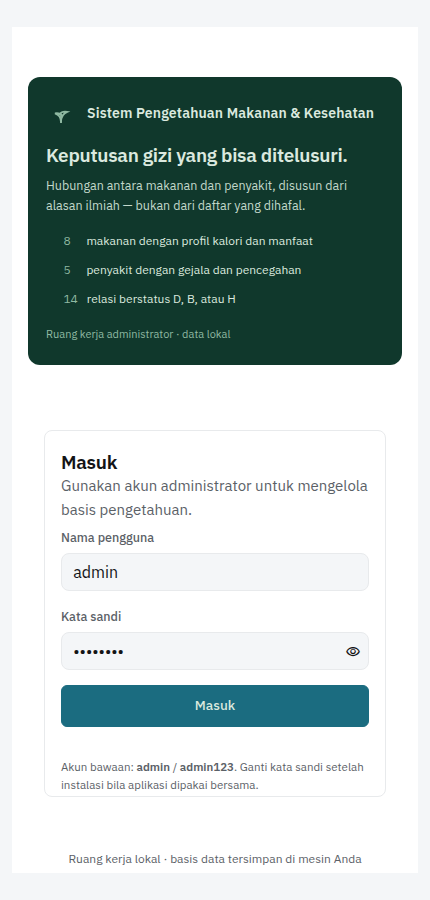 Sistem Pengetahuan Makanan & Kesehatan
Keputusan gizi yang bisa ditelusuri.
Hubungan antara makanan dan penyakit, disusun dari
alasan ilmiah — bukan dari daftar yang dihafal.
8 makanan dengan profil kalori dan manfaat
5 penyakit dengan gejala dan pencegahan
14 relasi berstatus D, B, atau H
Ruang kerja administrator · data lokal
Masuk
Gunakan akun administrator untuk mengelola
basis pengetahuan.
Nama pengguna
admin
Kata sandi
••••••••
Masuk
Akun bawaan: admin / admin123. Ganti kata sandi setelah
instalasi bila aplikasi dipakai bersama.
Ruang kerja lokal · basis data tersimpan di mesin Anda